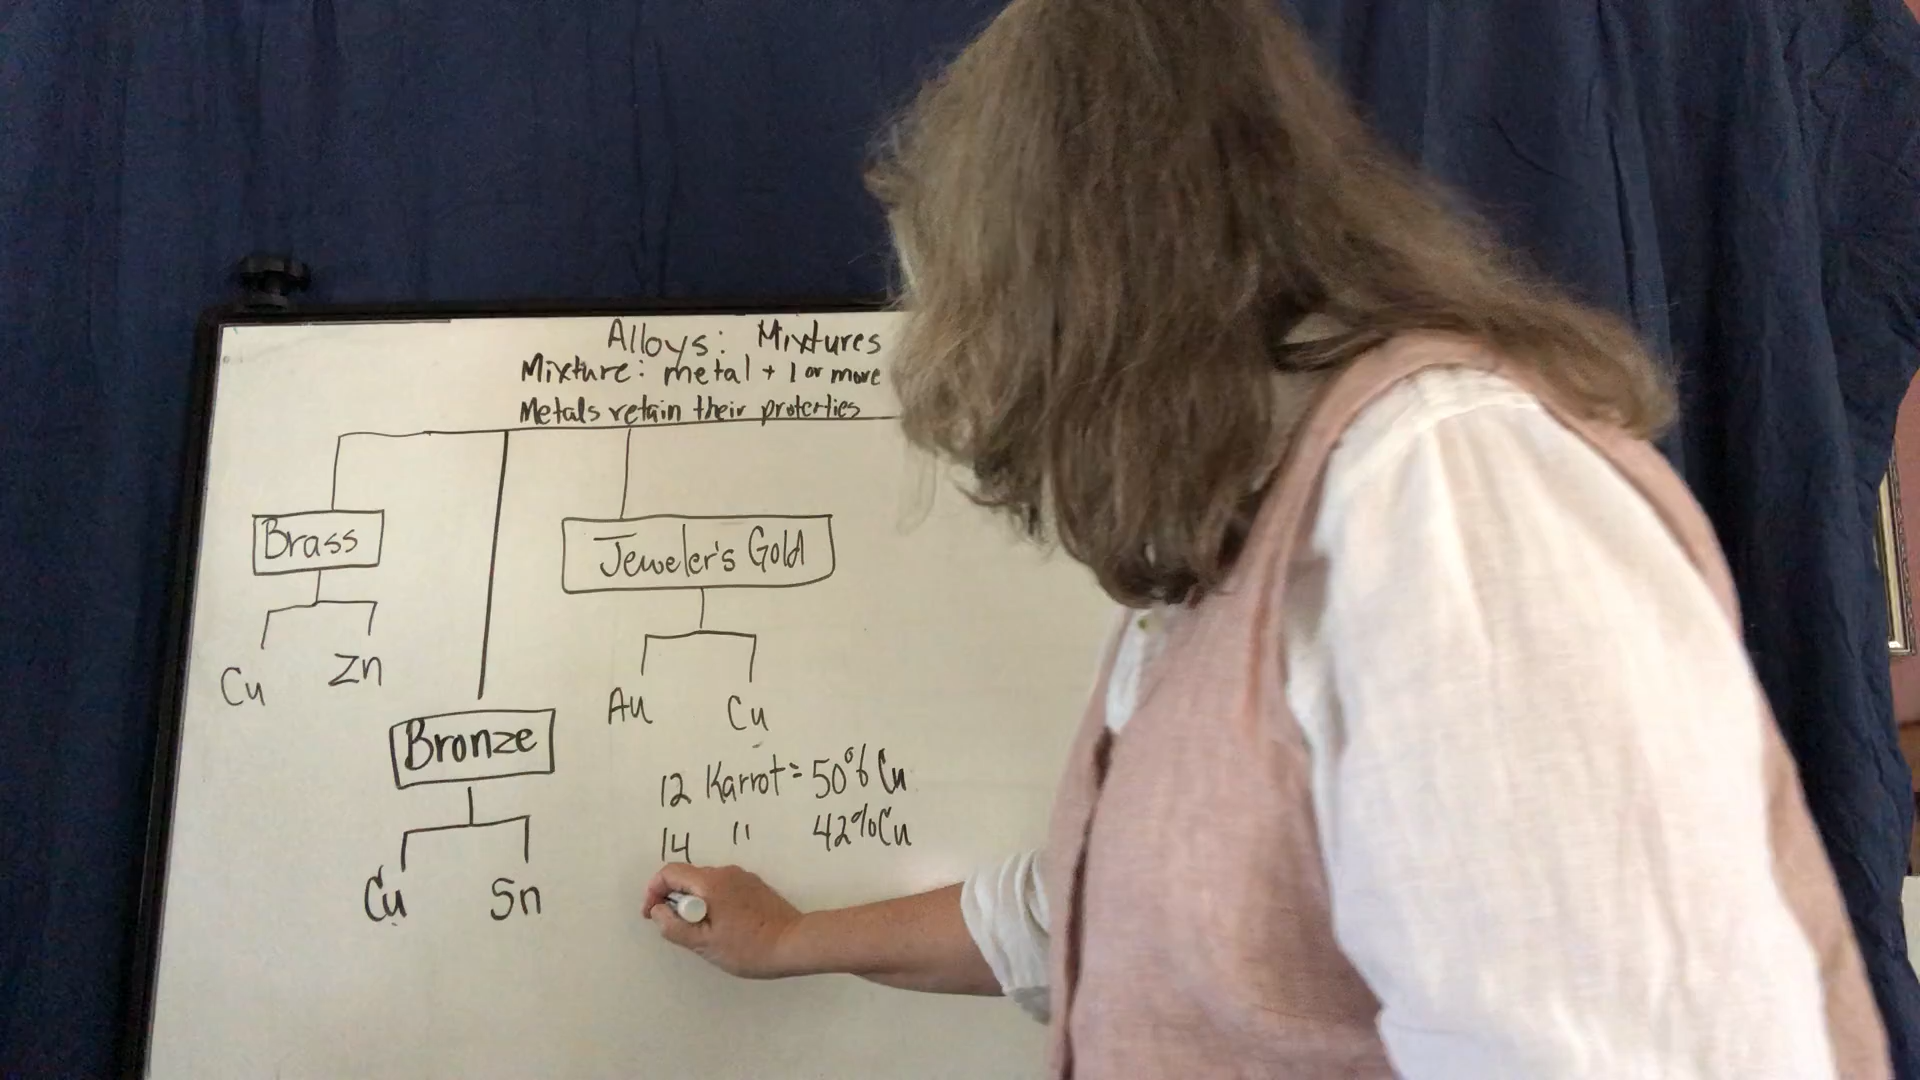 Alloys: Mixtures
Mixture: metal + 1 or more
Metals retain their proterties
Brass
Cu Zn
Jeweler's Gold
Au Cu
Bronze
Cu Sn
12 Karrot = 50% Cu
14 " 42% Cu